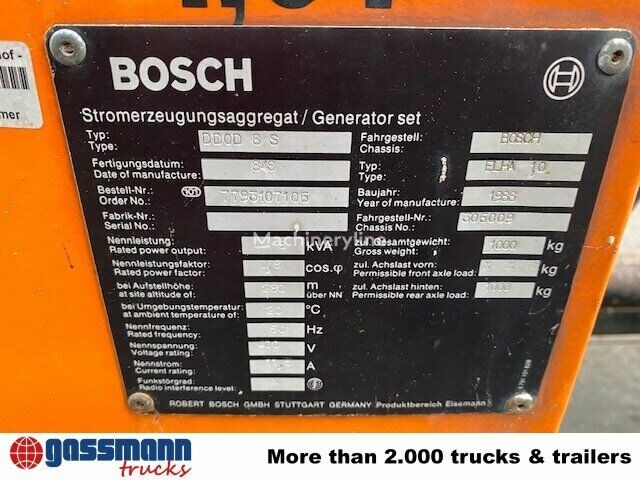 BOSCH
Stromerzeugungsaggregat / Generator set
Typ:
Type:
DDOD S S
Fertigungsdatum:
Date of manufacture:
8/8
Bestell-Nr.:
Order No.:
101
7795107106
Fabrik-Nr.:
Serial No.:
Nennleistung:
Rated power output:
kVA
Nennleistungsfaktor:
Rated power factor:
cos.φ
bei Aufstellhöhe:
at site altitude of:
280
m
über NN
bei Umgebungstemperatur:
at ambient temperature of:
20
°C
Nennfrequenz:
Rated frequency:
50
Hz
Nennspannung:
Voltage rating:
V
Nennstrom:
Current rating:
A
Funkstörgrad:
Radio interference level:
Fahrgestell:
Chassis:
BOSCH
Typ:
Type:
ELHA 10
Baujahr:
Year of manufacture:
1988
Fahrgestell-Nr.:
Chassis No.:
305009
zul. Gesamtgewicht:
Gross weight:
1000
kg
zul. Achslast vorn:
Permissible front axle load:
kg
zul. Achslast hinten:
Permissible rear axle load:
1000
kg
ROBERT BOSCH GMBH STUTTGART GERMANY Produktbereich Eisemann
Machineryline
gassmann
trucks
More than 2.000 trucks & trailers